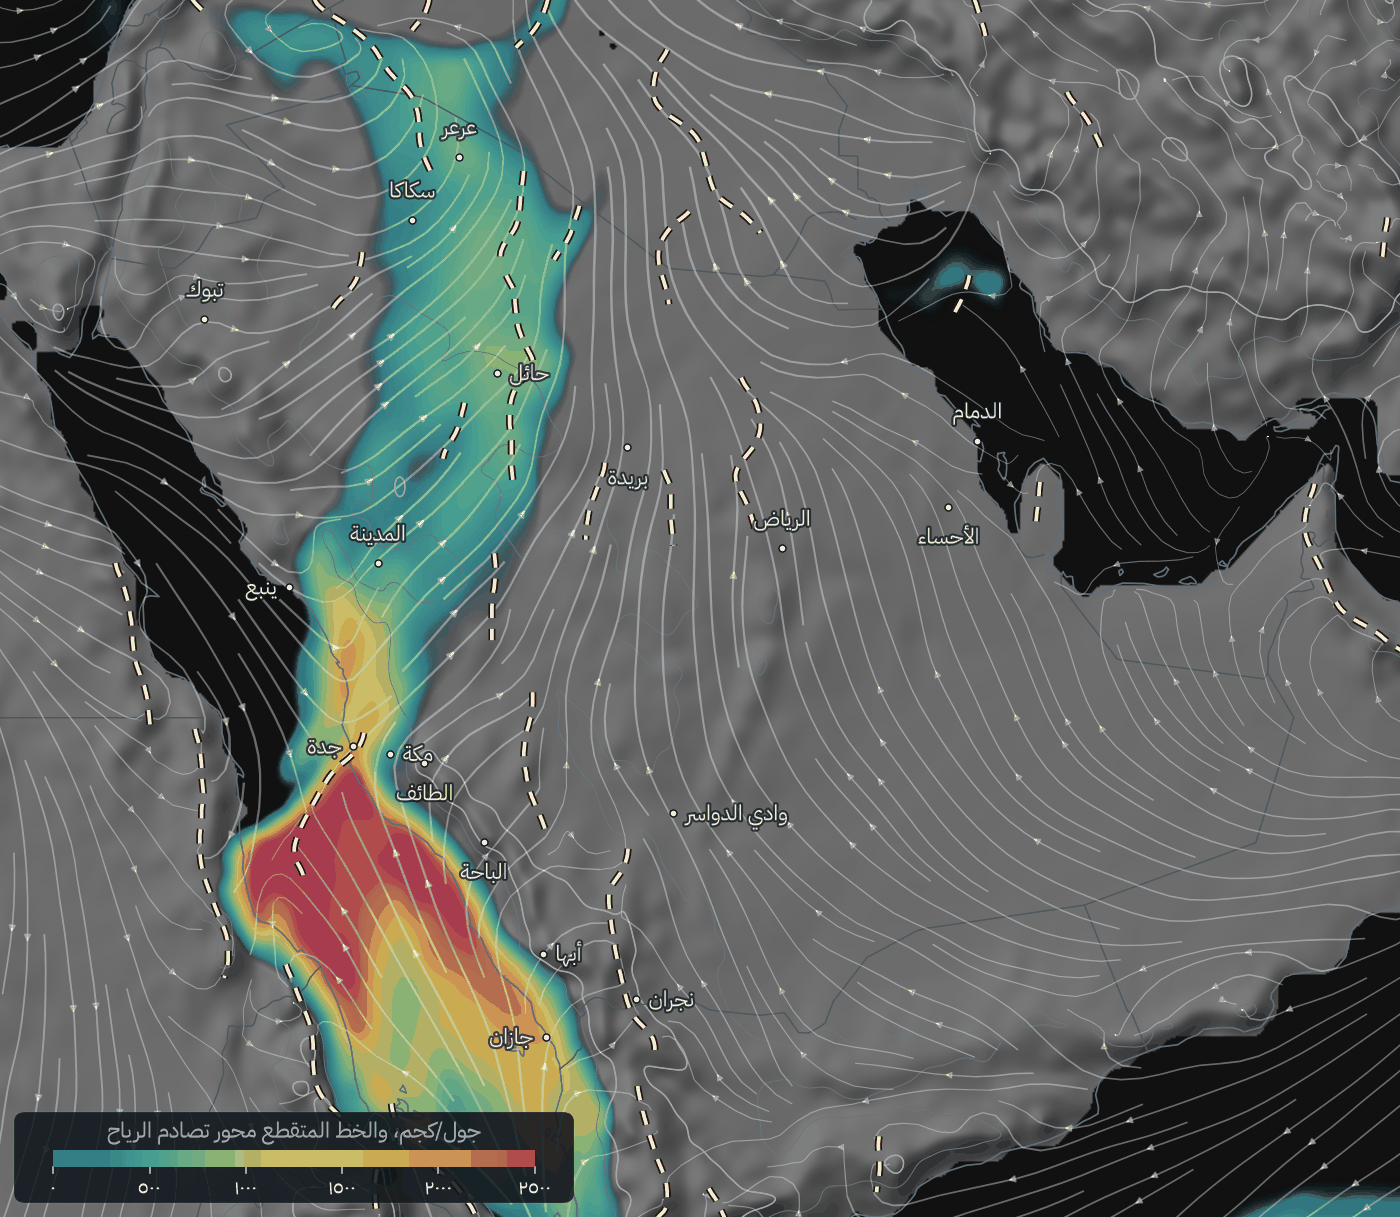 عرعر
سكاكا
تبوك
حائل
الدمام
بريدة
الرياض
الأحساء
المدينة
ينبع
جدة
مكة
الطائف
وادي الدواسر
الباحة
أبها
نجران
جازان
جول/كجم، والخط المتقطع محور تصادم الرياح
٠ ٥٠٠ ١٠٠٠ ١٥٠٠ ٢٠٠٠ ٢٥٠٠